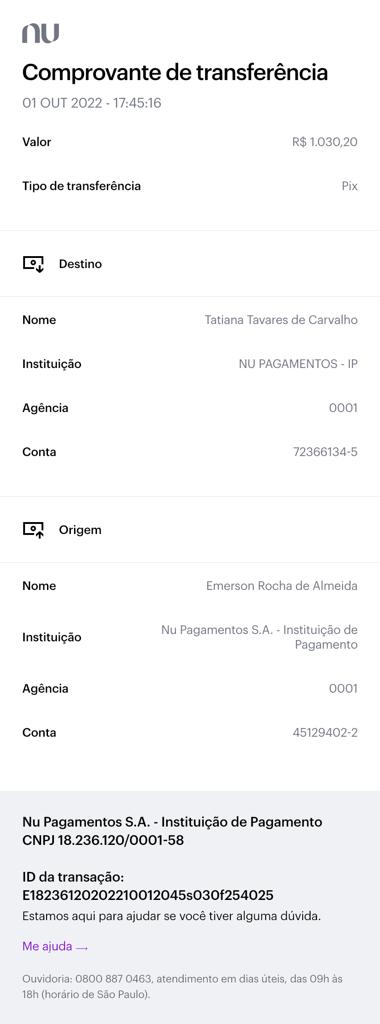 nu
Comprovante de transferência
01 OUT 2022 - 17:45:16
Valor R$ 1.030,20
Tipo de transferência Pix
Destino
Nome Tatiana Tavares de Carvalho
Instituição NU PAGAMENTOS - IP
Agência 0001
Conta 72366134-5
Origem
Nome Emerson Rocha de Almeida
Instituição Nu Pagamentos S.A. - Instituição de
Pagamento
Agência 0001
Conta 45129402-2
Nu Pagamentos S.A. - Instituição de Pagamento
CNPJ 18.236.120/0001-58
ID da transação:
E18236120202210012045s030f254025
Estamos aqui para ajudar se você tiver alguma dúvida.
Me ajuda →
Ouvidoria: 0800 887 0463, atendimento em dias úteis, das 09h às
18h (horário de São Paulo).